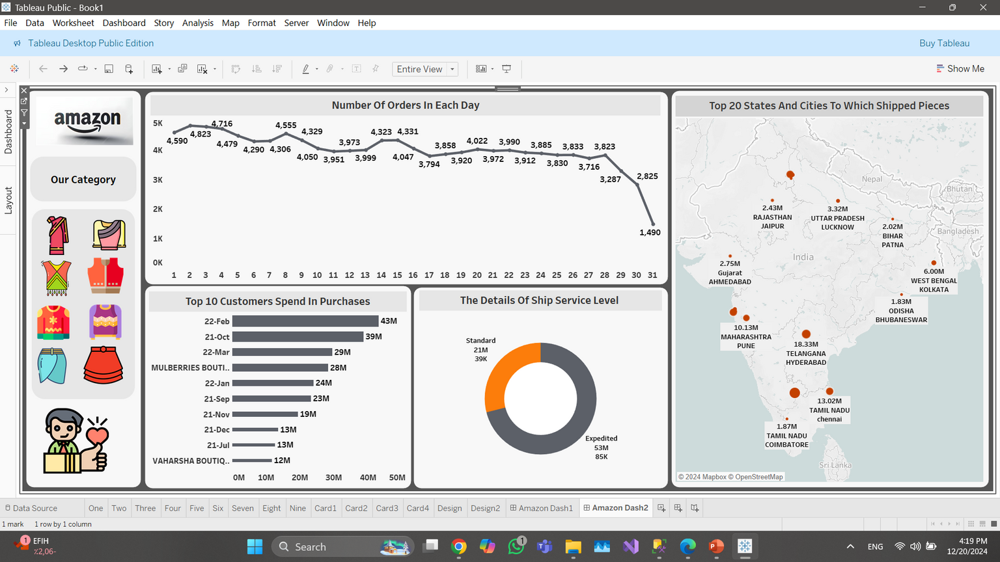 Tableau Public - Book1
File Data Worksheet Dashboard Story Analysis Map Format Server Window Help
Tableau Desktop Public Edition
Buy Tableau
Entire View
Show Me
Dashboard
Layout
amazon
Our Category
Number Of Orders In Each Day
5K
4K
3K
2K
1K
0K
4,590
4,823
4,716
4,479
4,290
4,306
4,555
4,329
4,050
3,951
3,973
3,999
4,323
4,331
4,047
3,794
3,858
3,920
4,022
3,972
3,990
3,912
3,885
3,830
3,833
3,716
3,823
3,287
2,825
1,490
1 2 3 4 5 6 7 8 9 10 11 12 13 14 15 16 17 18 19 20 21 22 23 24 25 26 27 28 29 30 31
Top 10 Customers Spend In Purchases
22-Feb 43M
21-Oct 39M
22-Mar 29M
MULBERRIES BOUTI.. 28M
22-Jan 24M
21-Sep 23M
21-Nov 19M
21-Dec 13M
21-Jul 13M
VAHARSHA BOUTIQ.. 12M
0M 10M 20M 30M 40M 50M
The Details Of Ship Service Level
Standard
21M
39K
Expedited
53M
85K
Top 20 States And Cities To Which Shipped Pieces
Nepal
Bhutan
Bangladesh
India
Sri Lanka
2.43M
RAJASTHAN
JAIPUR
3.32M
UTTAR PRADESH
LUCKNOW
2.02M
BIHAR
PATNA
2.75M
Gujarat
AHMEDABAD
6.00M
WEST BENGAL
KOLKATA
1.83M
ODISHA
BHUBANESWAR
10.13M
MAHARASHTRA
PUNE
18.33M
TELANGANA
HYDERABAD
13.02M
TAMIL NADU
chennai
1.87M
TAMIL NADU
COIMBATORE
© 2024 Mapbox © OpenStreetMap
Data Source One Two Three Four Five Six Seven Eight Nine Card1 Card2 Card3 Card4 Design Design2 Amazon Dash1 Amazon Dash2
1 mark 1 row by 1 column
1
EFIH
٪2,06-
Search
1
ENG
4:19 PM
12/20/2024